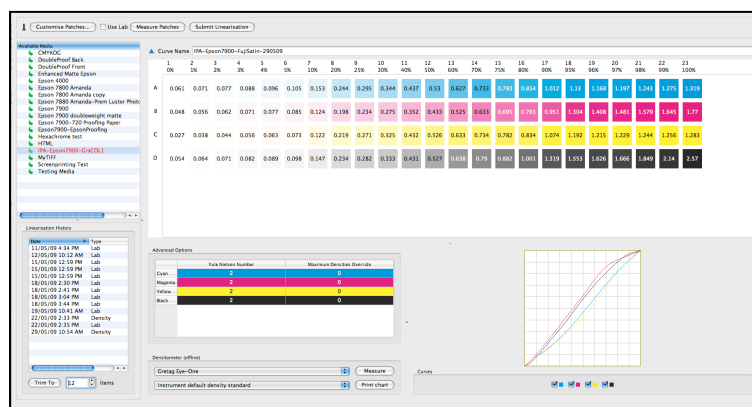 Customise Patches... Use Lab Measure Patches Submit Linearisation
Available Media
CMYKOG
DoubleProof Back
DoubleProof Front
Enhanced Matte Epson
Epson 4000
Epson 7800 Amanda
Epson 7800 Amanda copy
Epson 7880 Amanda-Prem Luster Photo
Epson 7900
Epson 7900 doubleweight matte
Epson 7900-720 Proofing Paper
Epson7900-EpsonProofing
Hexachrome test
HTML
IPA-Epson7900-GraCOL1
MyTIFF
Screenprinting Test
Testing Media
Curve Name IPA-Epson7900-FujiSatin-290509
1 2 3 4 5 6 7 8 9 10 11 12 13 14 15 16 17 18 19 20 21 22 23
0% 1% 2% 3% 4% 5% 6% 10% 15% 20% 25% 30% 40% 50% 60% 70% 75% 80% 85% 90% 95% 96% 98% 100%
A 0.061 0.071 0.077 0.088 0.096 0.105 0.153 0.244 0.295 0.344 0.437 0.53 0.627 0.733 0.783 0.854 1.012 1.13 1.168 1.197 1.243 1.275 1.319
B 0.048 0.056 0.062 0.071 0.077 0.085 0.124 0.198 0.234 0.275 0.352 0.433 0.525 0.633 0.695 0.763 0.951 1.304 1.408 1.481 1.579 1.645 1.77
C 0.027 0.038 0.044 0.056 0.063 0.073 0.122 0.219 0.271 0.325 0.432 0.526 0.633 0.734 0.782 0.834 1.074 1.192 1.215 1.229 1.244 1.256 1.283
D 0.054 0.064 0.071 0.082 0.089 0.098 0.147 0.234 0.282 0.333 0.431 0.527 0.638 0.79 0.882 1.001 1.319 1.553 1.626 1.666 1.849 2.14 2.57
Linearisation History
Date Type
11/05/09 4:34 PM Lab
12/05/09 10:12 AM Lab
15/05/09 12:59 PM Lab
15/05/09 12:59 PM Lab
15/05/09 12:59 PM Lab
18/05/09 2:30 PM Lab
18/05/09 2:41 PM Lab
18/05/09 3:04 PM Lab
18/05/09 3:44 PM Lab
19/05/09 10:41 AM Lab
22/05/09 2:33 PM Density
22/05/09 2:35 PM Lab
29/05/09 10:54 AM Density
Trim To 12 items
Advanced Options
Yule Nielsen Number Maximum Densities Override
Cyan 2 0
Magenta 2 0
Yellow 2 0
Black 2 0
Densitometer (offline)
Gretag Eye-One Measure
Instrument default density standard Print chart
Curves